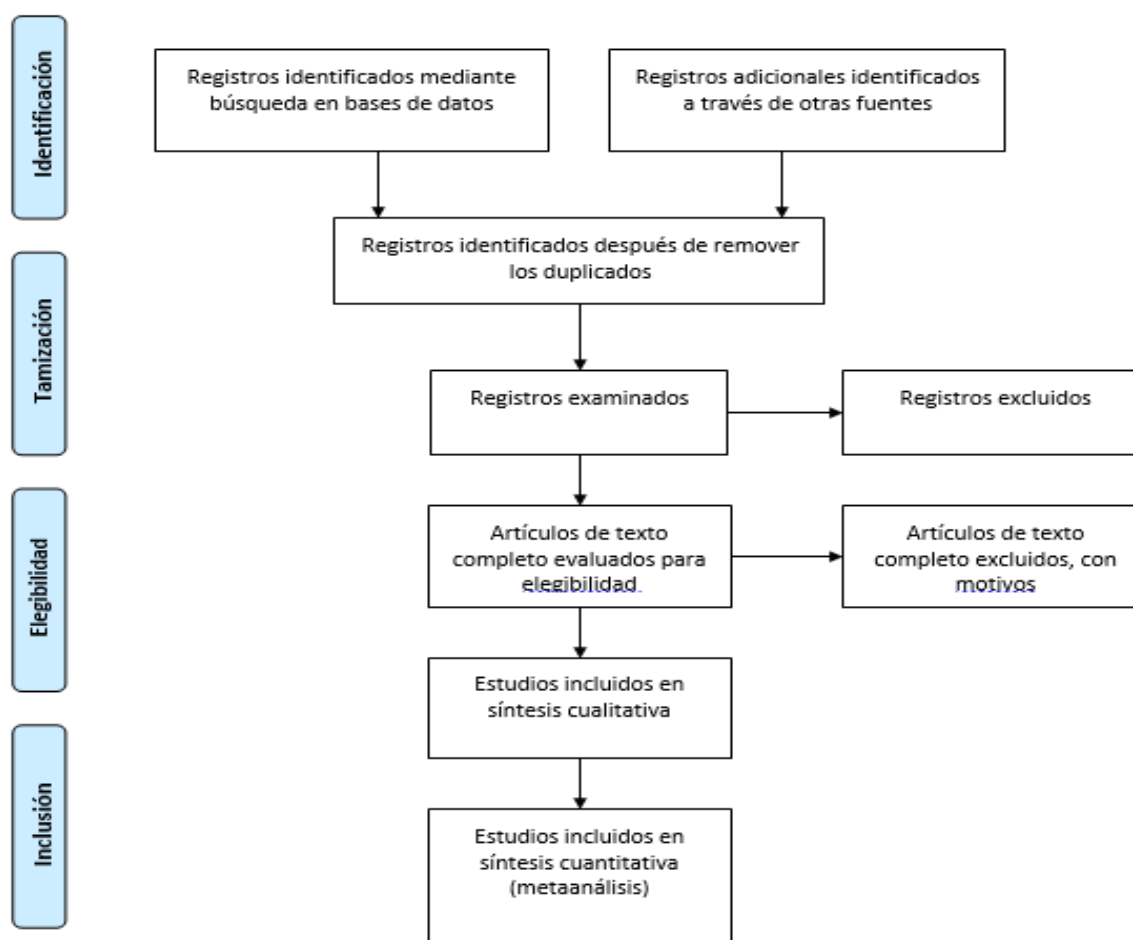 Identificación
Registros identificados mediante
búsqueda en bases de datos
Registros adicionales identificados
a través de otras fuentes
Registros identificados después de remover
los duplicados
Tamización
Registros examinados
Registros excluidos
Elegibilidad
Artículos de texto
completo evaluados para
elegibilidad
Artículos de texto
completo excluidos, con
motivos
Estudios incluidos en
síntesis cualitativa
Inclusión
Estudios incluidos en
síntesis cuantitativa
(metaanálisis)